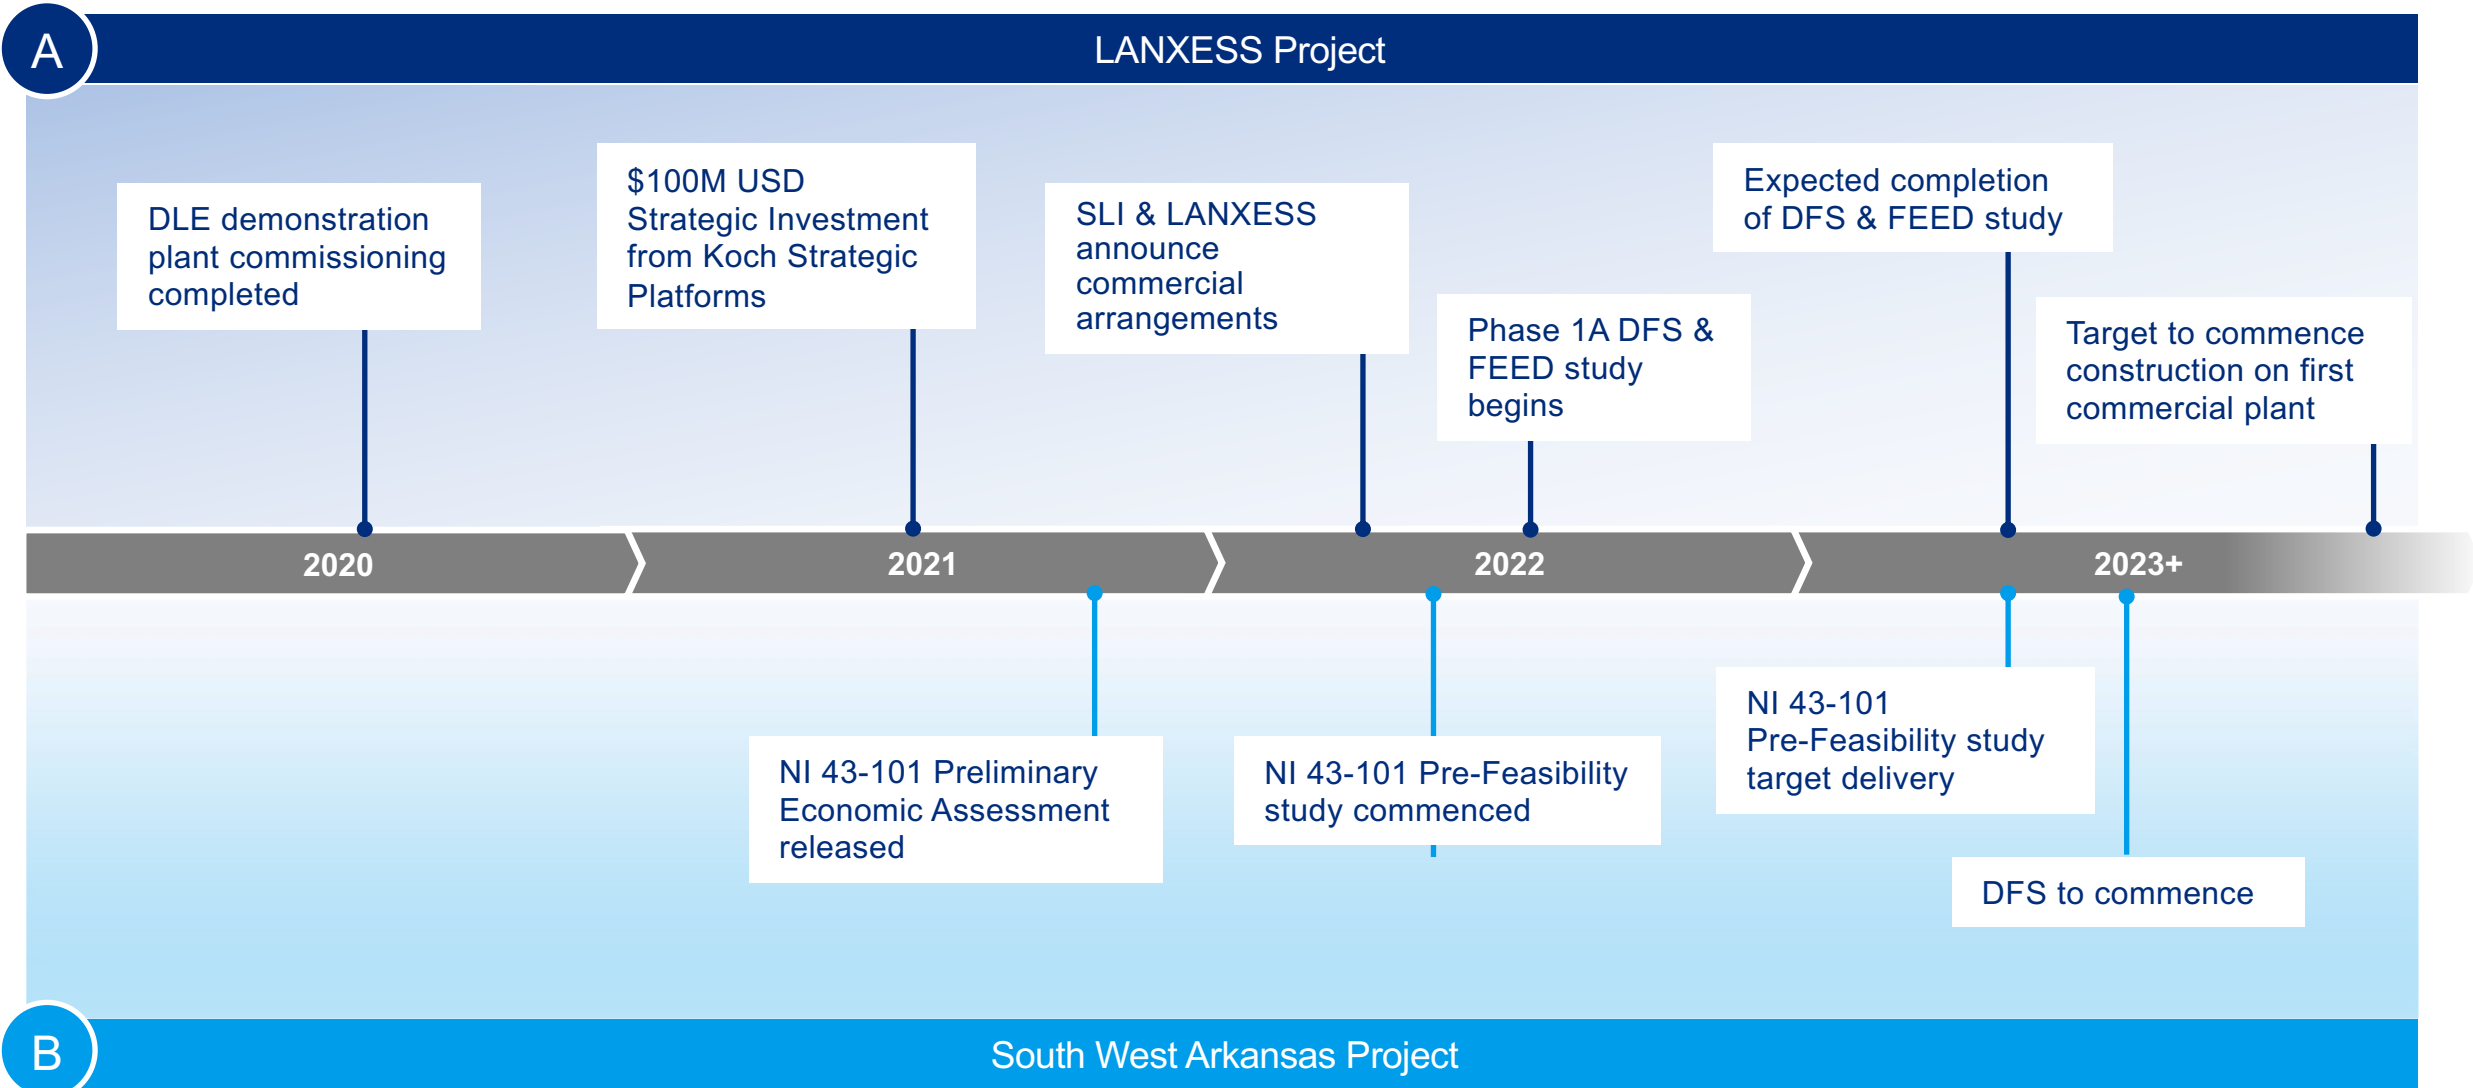 A
LANXESS Project
DLE demonstration
plant commissioning
completed
$100M USD
Strategic Investment
from Koch Strategic
Platforms
SLI & LANXESS
announce
commercial
arrangements
Phase 1A DFS &
FEED study
begins
Expected completion
of DFS & FEED study
Target to commence
construction on first
commercial plant
2020
2021
2022
2023+
NI 43-101 Preliminary
Economic Assessment
released
NI 43-101 Pre-Feasibility
study commenced
NI 43-101
Pre-Feasibility study
target delivery
DFS to commence
B
South West Arkansas Project